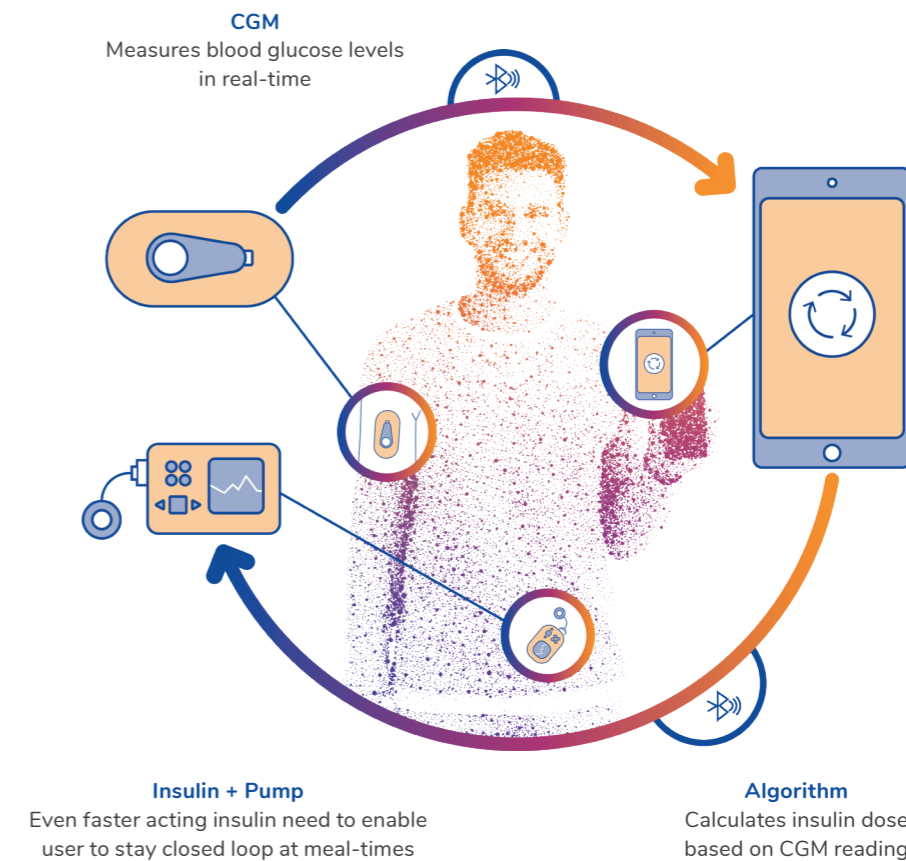 CGM
Measures blood glucose levels
in real-time
Insulin + Pump
Even faster acting insulin need to enable
user to stay closed loop at meal-times
Algorithm
Calculates insulin dose
based on CGM reading